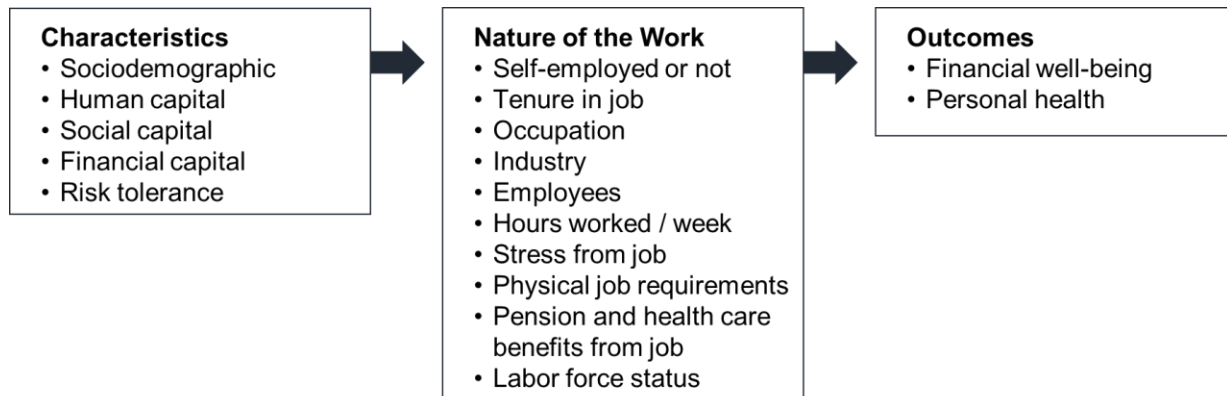 Characteristics
• Sociodemographic
• Human capital
• Social capital
• Financial capital
• Risk tolerance
Nature of the Work
• Self-employed or not
• Tenure in job
• Occupation
• Industry
• Employees
• Hours worked / week
• Stress from job
• Physical job requirements
• Pension and health care
benefits from job
• Labor force status
Outcomes
• Financial well-being
• Personal health